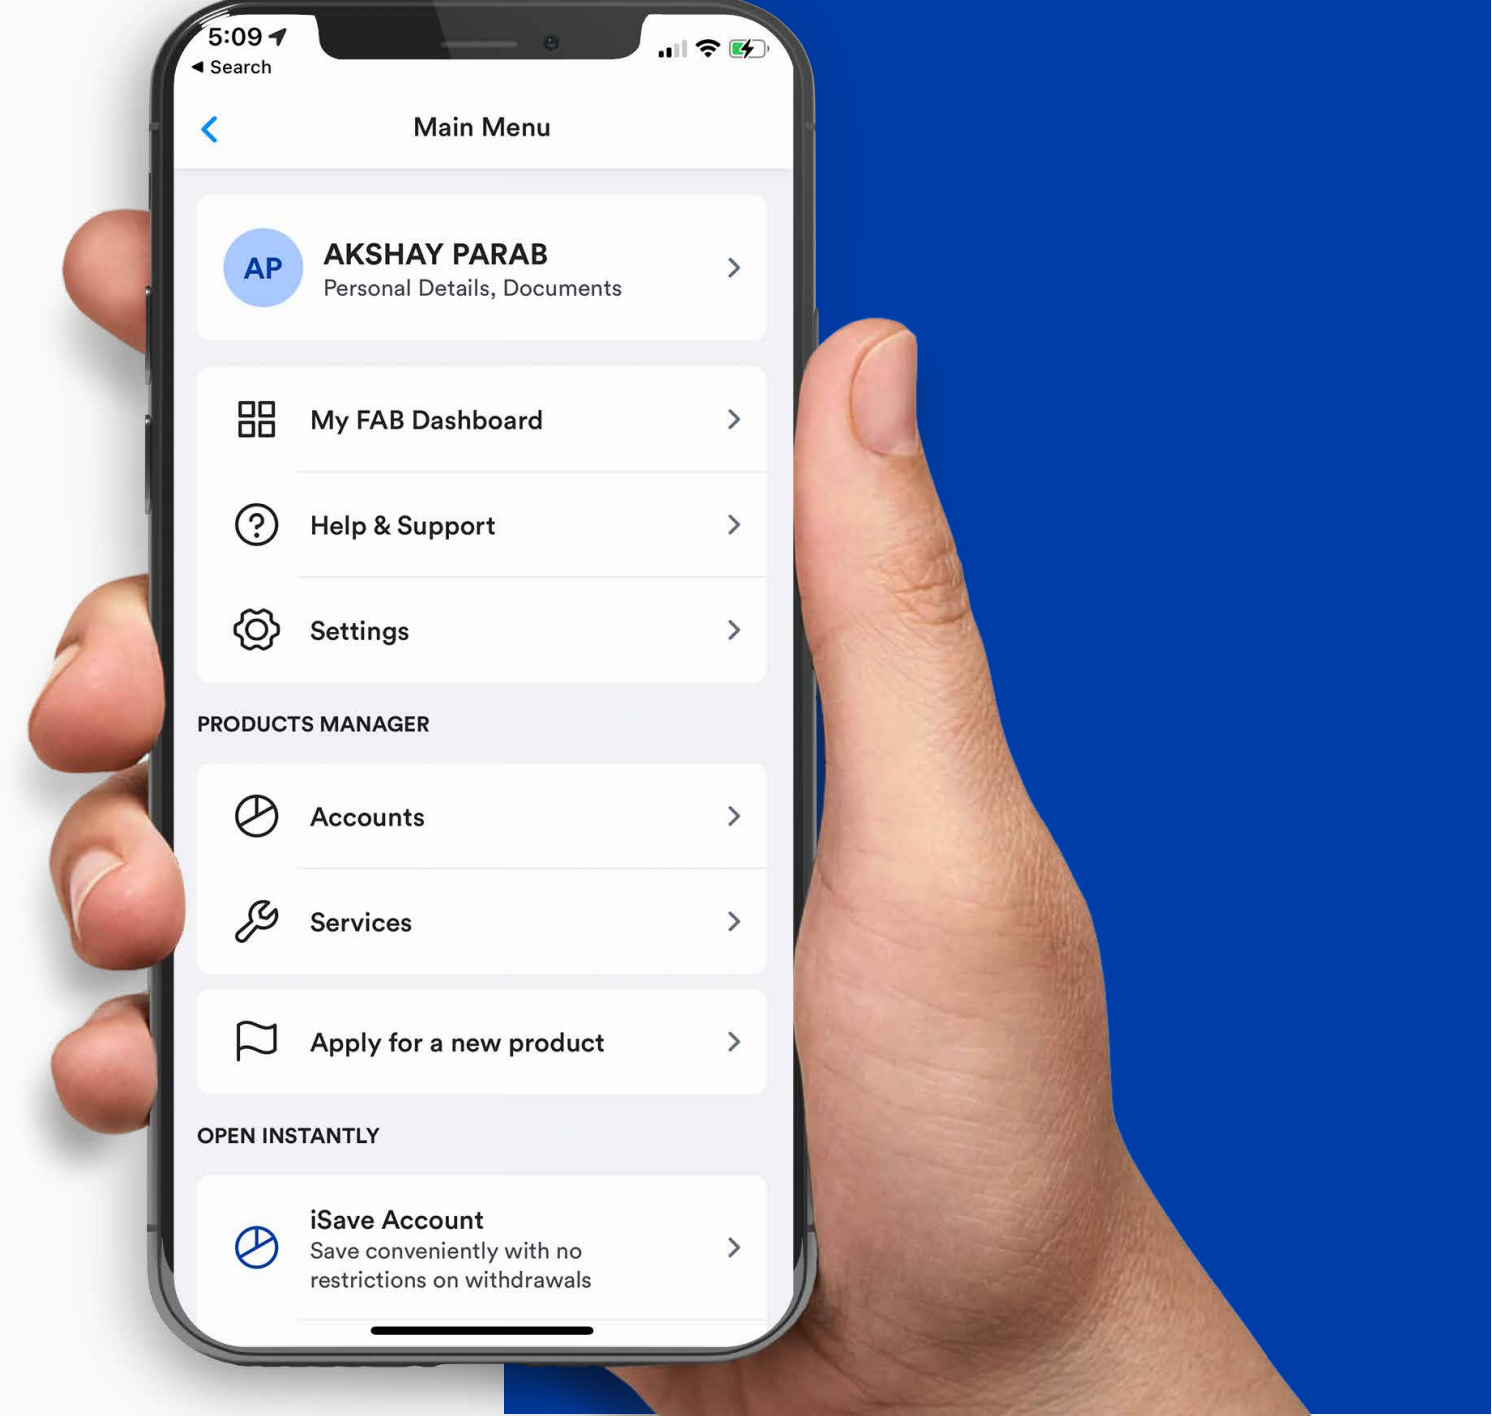 5:09
Search
Main Menu
AP
AKSHAY PARAB
Personal Details, Documents
My FAB Dashboard
Help & Support
Settings
PRODUCTS MANAGER
Accounts
Services
Apply for a new product
OPEN INSTANTLY
iSave Account
Save conveniently with no
restrictions on withdrawals